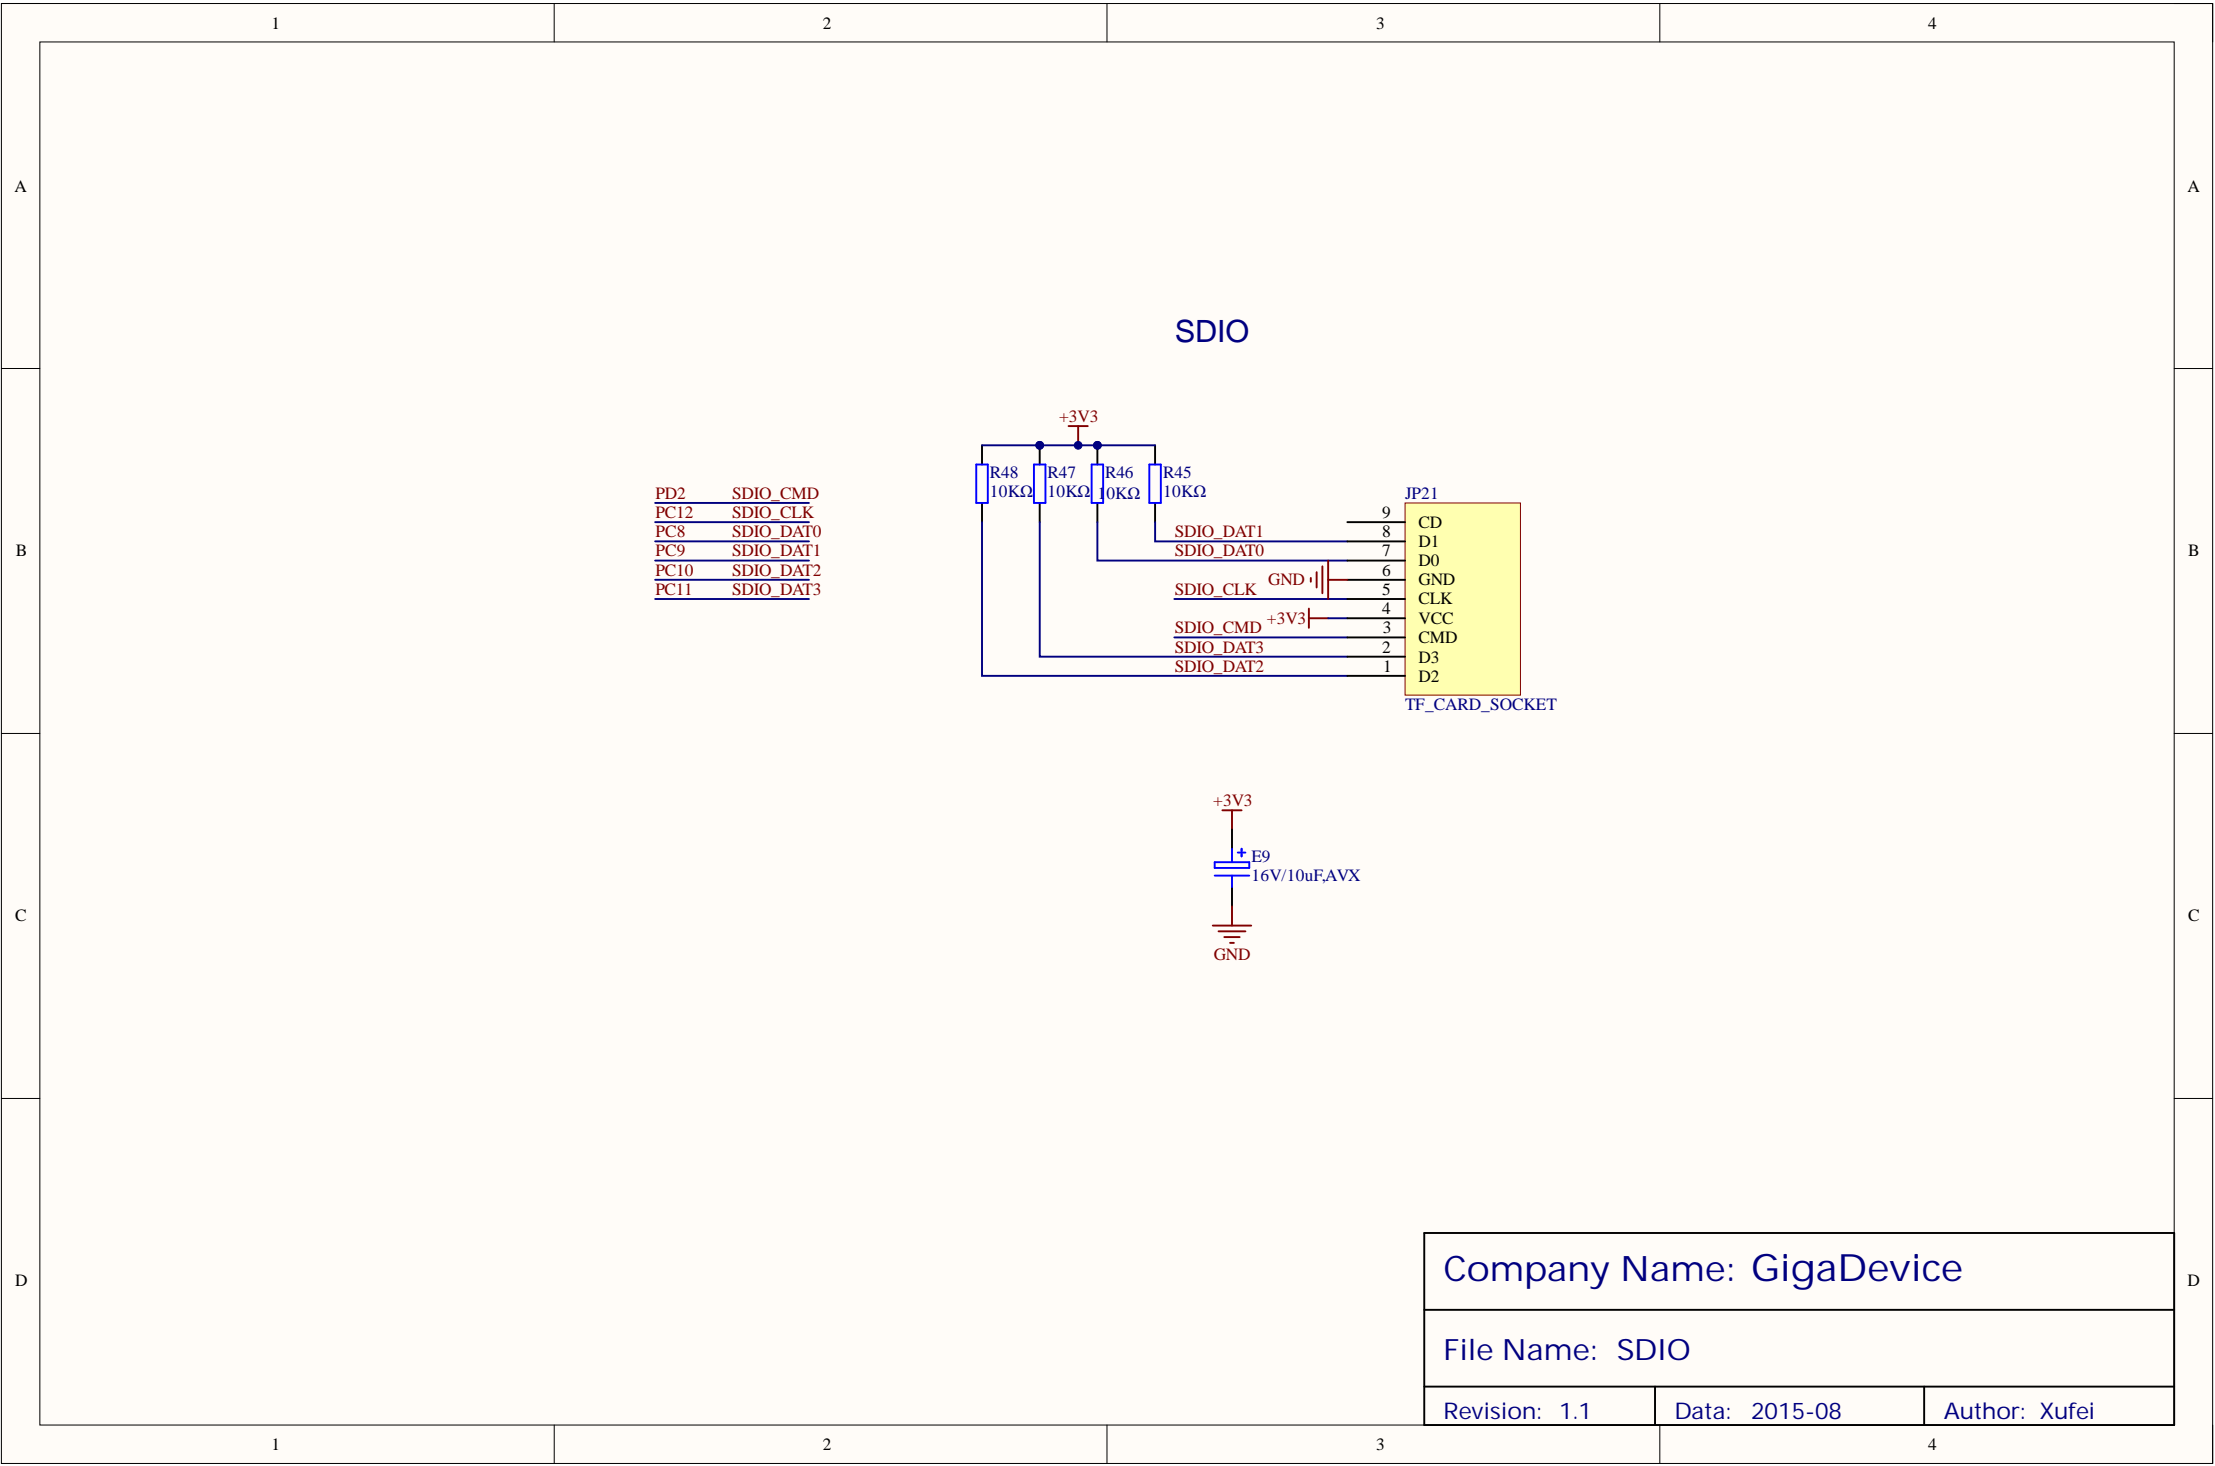 1 2 3 4
A A
SDIO
+3V3
R48 R47 R46 R45
10KΩ 10KΩ 10KΩ 10KΩ
PD2 SDIO_CMD
PC12 SDIO_CLK
PC8 SDIO_DAT0
PC9 SDIO_DAT1
PC10 SDIO_DAT2
PC11 SDIO_DAT3
B B
JP21
9 CD
SDIO_DAT1 8 D1
SDIO_DAT0 7 D0
GND 6 GND
SDIO_CLK 5 CLK
+3V3 4 VCC
SDIO_CMD 3 CMD
SDIO_DAT3 2 D3
SDIO_DAT2 1 D2
TF_CARD_SOCKET
+3V3
+ E9
16V/10uF,AVX
GND
C C
Company Name: GigaDevice
D D
File Name: SDIO
Revision: 1.1 Data: 2015-08 Author: Xufei
1 2 3 4